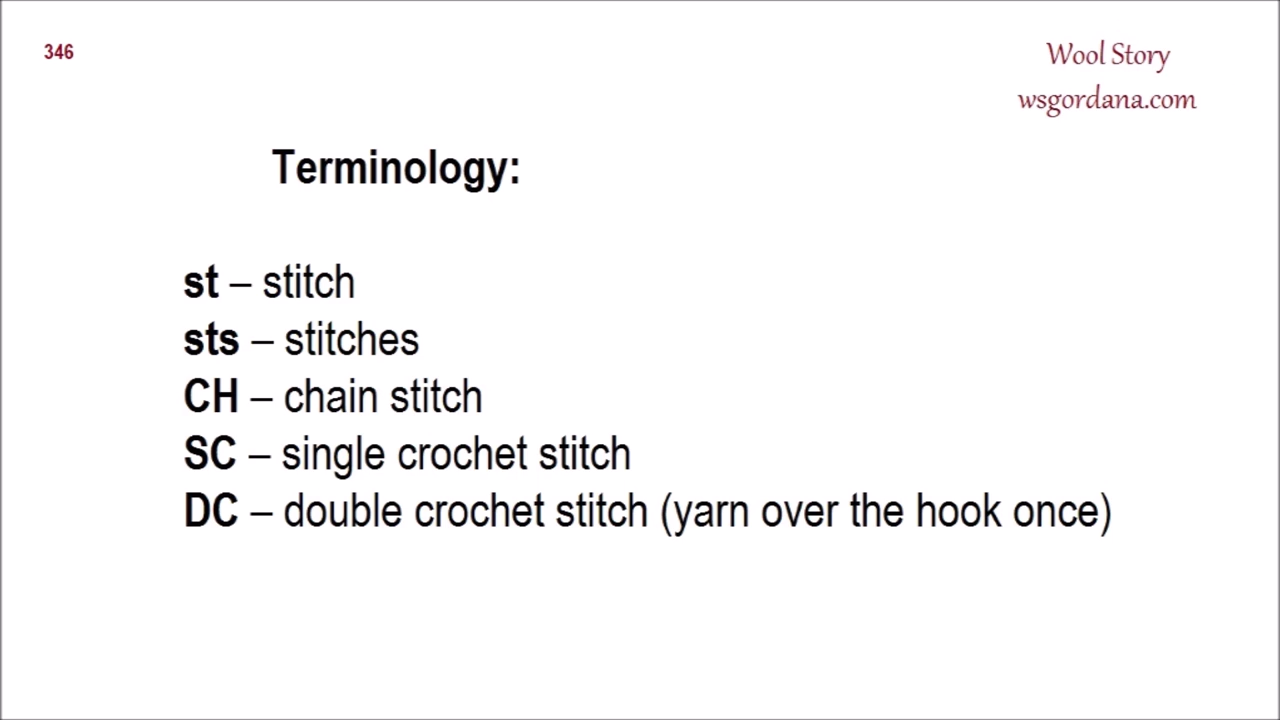 346
Wool Story
wsgordana.com
Terminology:
st – stitch
sts – stitches
CH – chain stitch
SC – single crochet stitch
DC – double crochet stitch (yarn over the hook once)